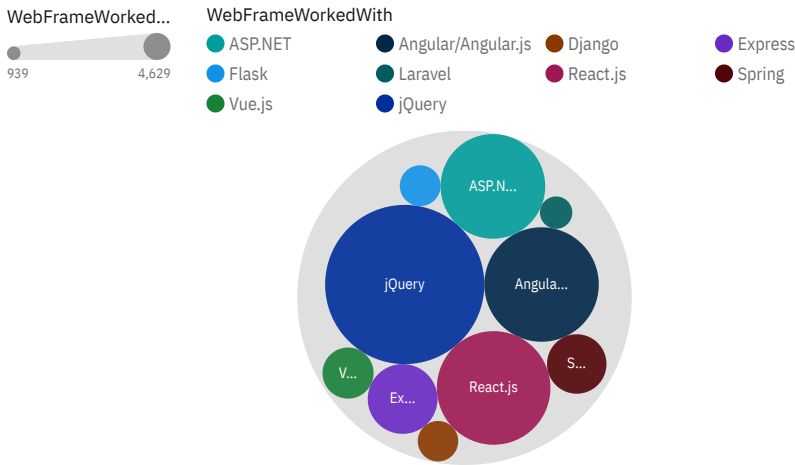 WebFrameWorked...
939
4,629
WebFrameWorkedWith
ASP.NET
Angular/Angular.js
Django
Express
Flask
Laravel
React.js
Spring
Vue.js
jQuery
ASP.N...
jQuery
Angula...
V...
Ex...
React.js
S...